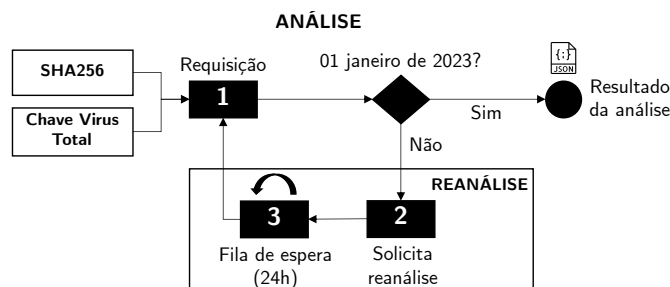 ANÁLISE
SHA256
Chave Virus
Total
Requisição
1
01 janeiro de 2023?
Sim
Não
{;}
JSON
Resultado
da análise
REANÁLISE
3
2
Fila de espera
(24h)
Solicita
reanálise